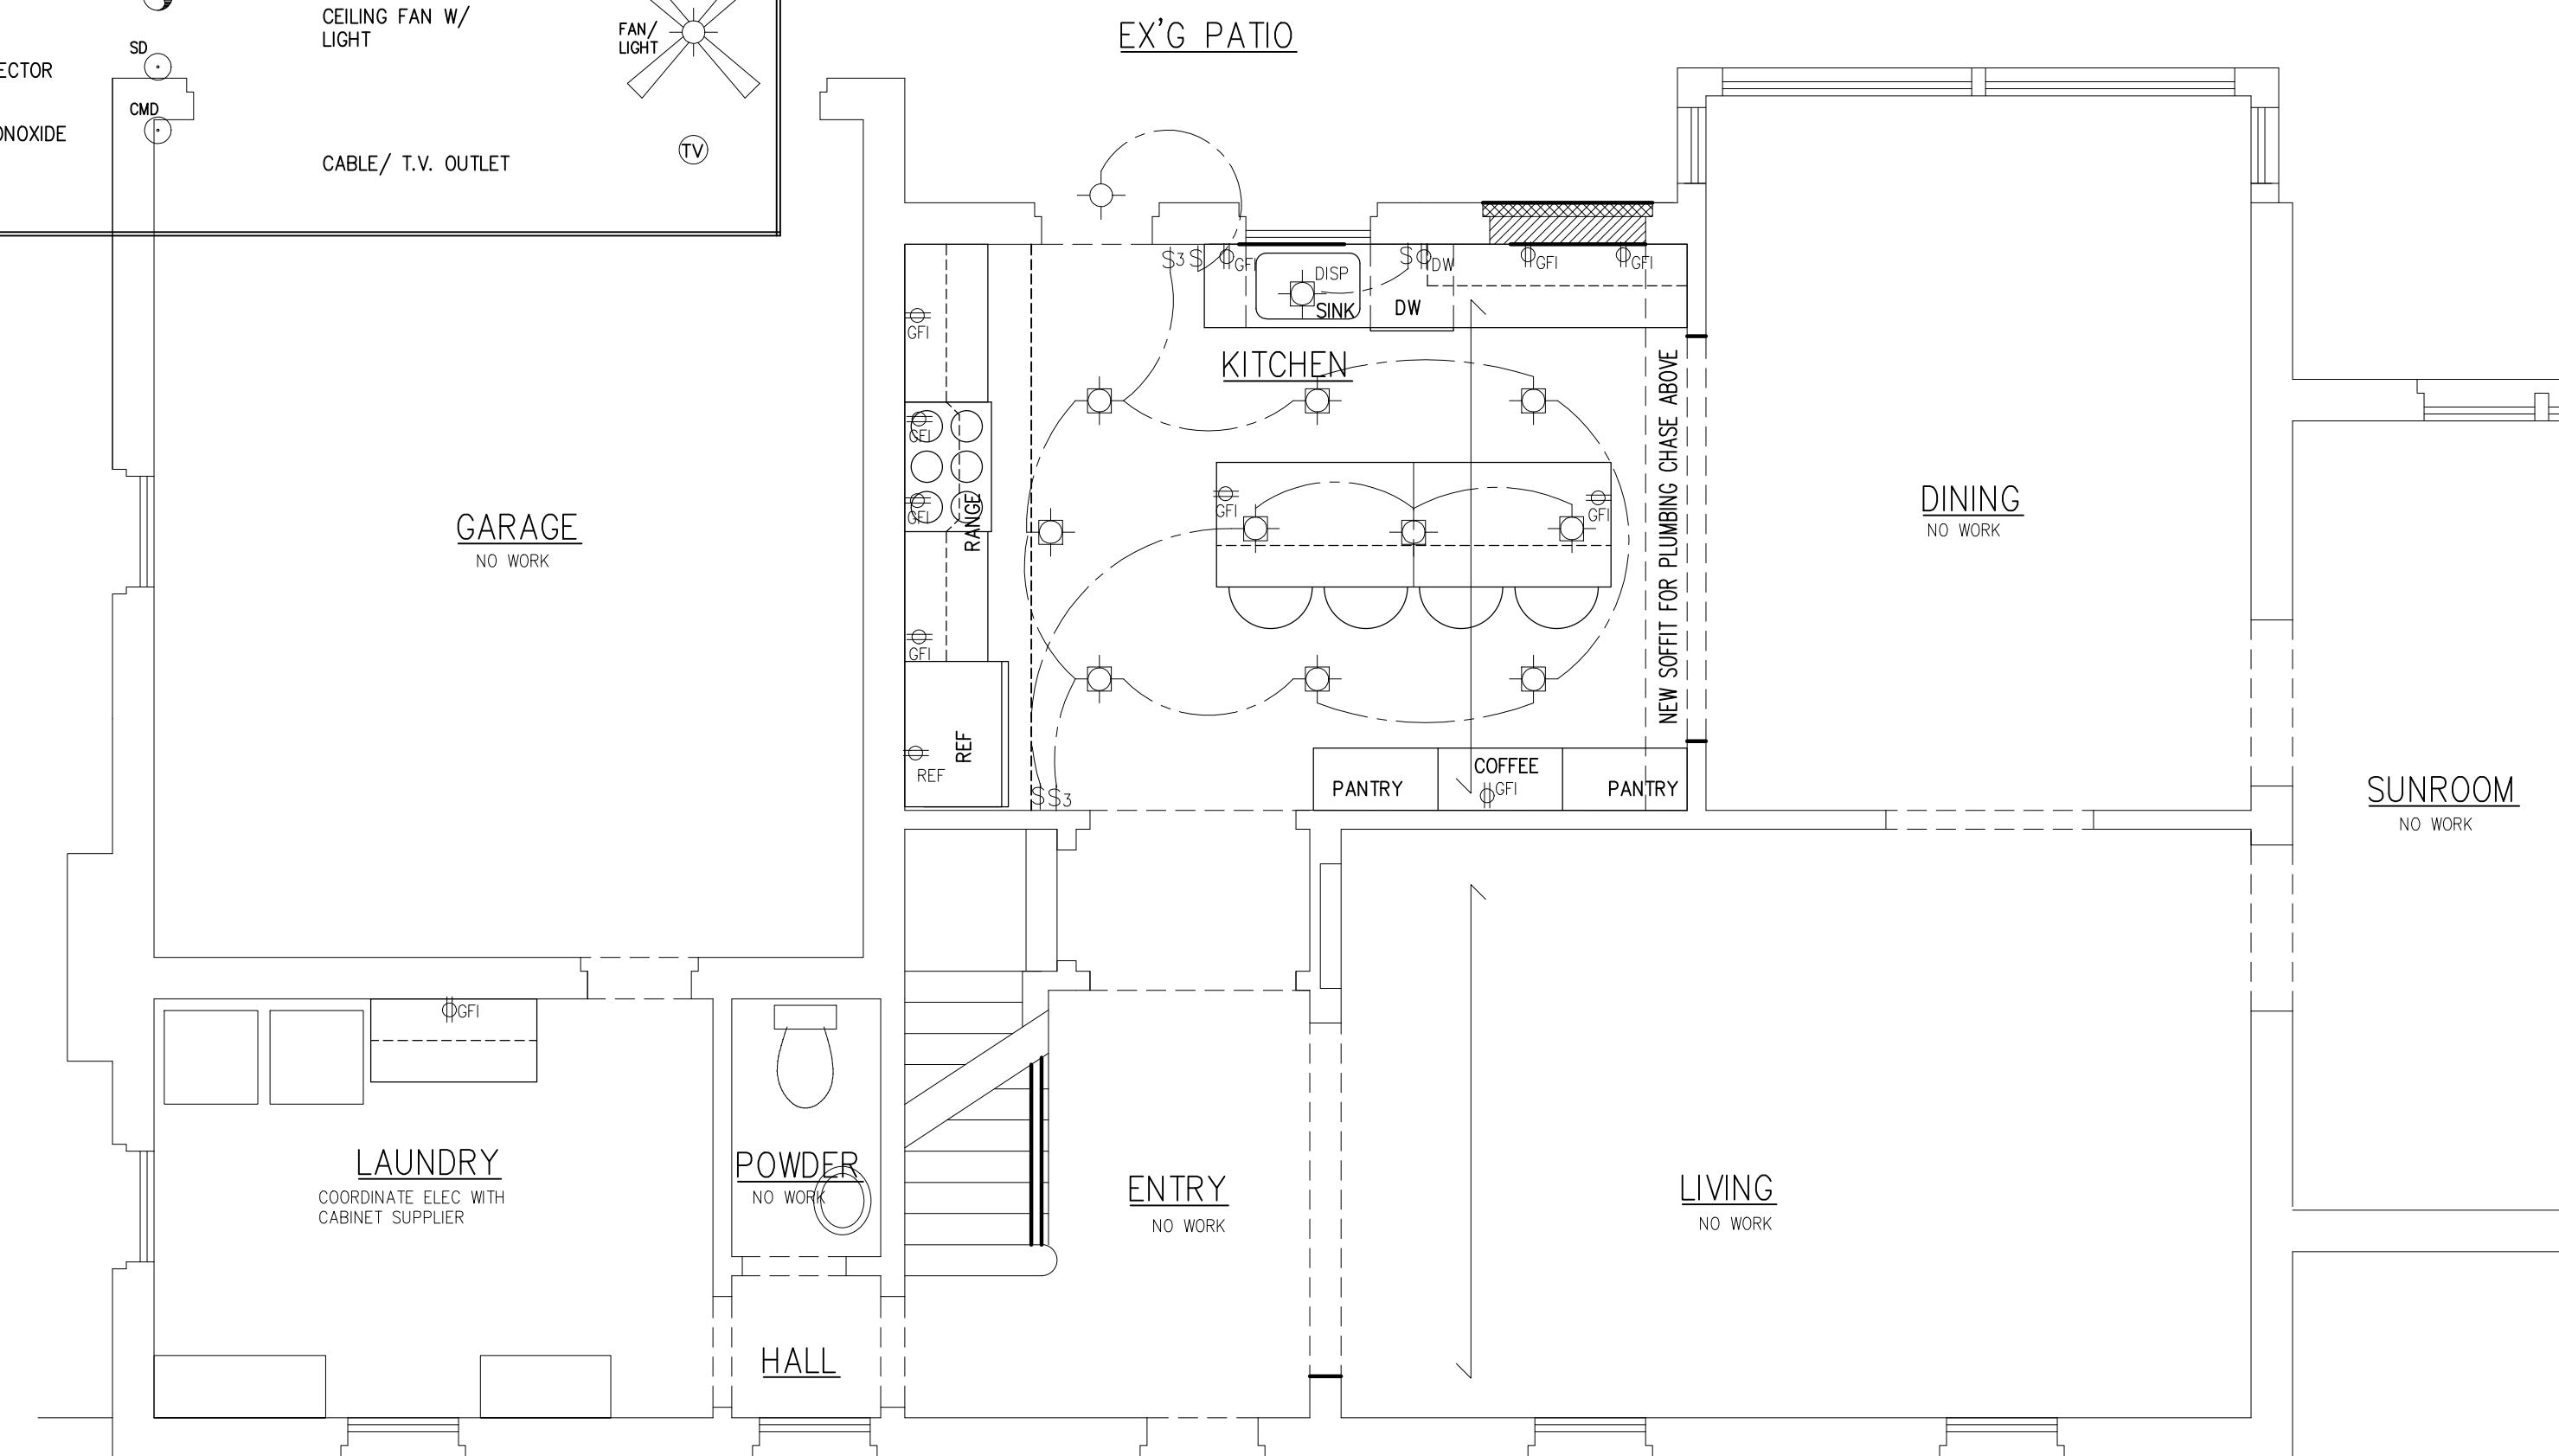 CEILING FAN W/
LIGHT
FAN/
LIGHT
EX'G PATIO
SD
ECTOR
CMD
ONOXIDE
CABLE/ T.V. OUTLET
TV
S3 S
GFI
DISP
SINK
S
DW
DW
GFI
GFI
GFI
KITCHEN
NEW SOFFIT FOR PLUMBING CHASE ABOVE
GFI
GFI
RANGE
GFI
GFI
GARAGE
NO WORK
DINING
NO WORK
GFI
REF
REF
S S3
PANTRY
COFFEE
GFI
PANTRY
SUNROOM
NO WORK
GFI
LAUNDRY
COORDINATE ELEC WITH
CABINET SUPPLIER
POWDER
NO WORK
ENTRY
NO WORK
LIVING
NO WORK
HALL